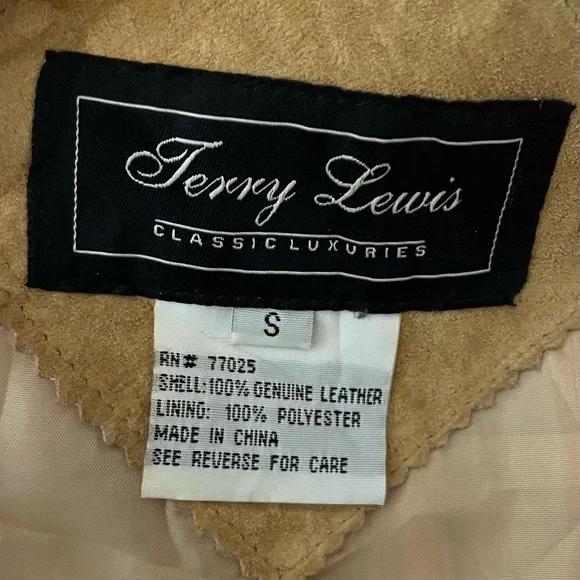 Terry Lewis
CLASSIC LUXURIES
S
RN# 77025
SHELL:100% GENUINE LEATHER
LINING: 100% POLYESTER
MADE IN CHINA
SEE REVERSE FOR CARE